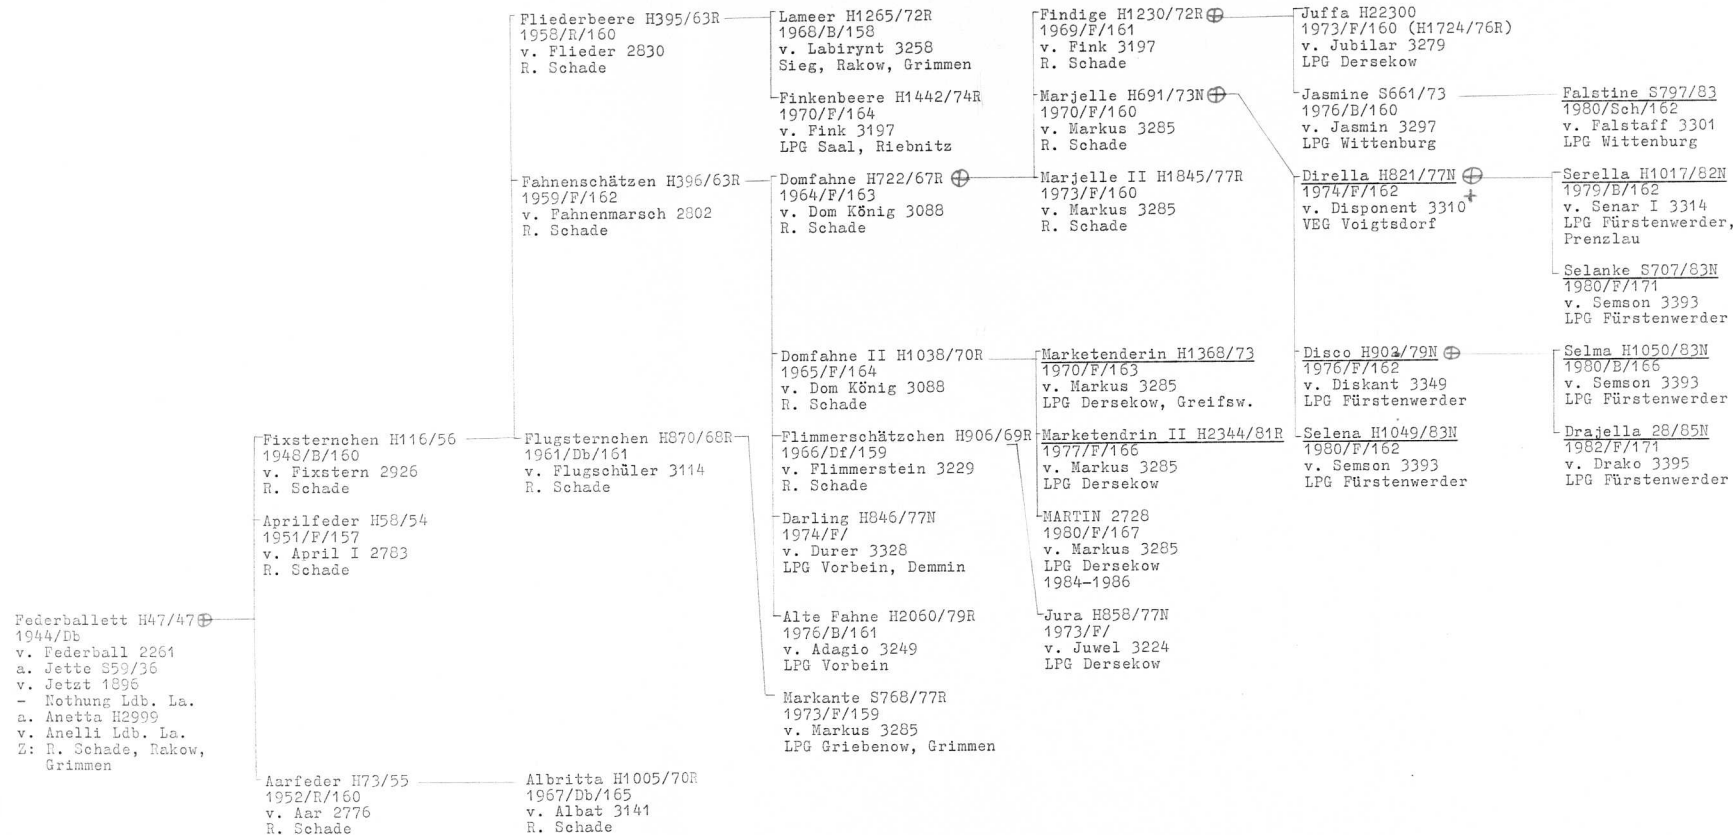 Federballett H47/47
1944/Db
v. Federball 2261
a. Jette S59/36
v. Jetzt 1896
- Nothung Ldb. La.
a. Anetta H2999
v. Anelli Ldb. La.
Z: R. Schade, Rakow,
Grimmen
Fixsternchen H116/56
1948/B/160
v. Fixstern 2926
R. Schade
Aprilfeder H58/54
1951/F/157
v. April I 2783
R. Schade
Aarfeder H73/55
1952/R/160
v. Aar 2776
R. Schade
Fliederbeere H395/63R
1958/R/160
v. Flieder 2830
R. Schade
Fahnenschätzen H396/63R
1959/F/162
v. Fahnenmarsch 2802
R. Schade
Flugsternchen H870/68R
1961/Db/161
v. Flugschüler 3114
R. Schade
Albritta H1005/70R
1967/Db/165
v. Albat 3141
R. Schade
Lameer H1265/72R
1968/B/158
v. Labirynt 3258
Sieg, Rakow, Grimmen
Finkenbeere H1442/74R
1970/F/164
v. Fink 3197
LPG Saal, Riebnitz
Domfahne H722/67R
1964/F/163
v. Dom König 3088
R. Schade
Domfahne II H1038/70R
1965/F/164
v. Dom König 3088
R. Schade
Flimmerschätzchen H906/69R
1966/Df/159
v. Flimmerstein 3229
R. Schade
Darling H846/77N
1974/F/
v. Durer 3328
LPG Vorbein, Demmin
Alte Fahne H2060/79R
1976/B/161
v. Adagio 3249
LPG Vorbein
Markante S768/77R
1973/F/159
v. Markus 3285
LPG Griebenow, Grimmen
Findige H1230/72R
1969/F/161
v. Fink 3197
R. Schade
Marjelle H691/73N
1970/F/160
v. Markus 3285
R. Schade
Marjelle II H1845/77R
1973/F/160
v. Markus 3285
R. Schade
Marketenderin H1368/73
1970/F/163
v. Markus 3285
LPG Dersekow, Greifsw.
Marketendrin II H2344/81R
1977/F/166
v. Markus 3285
LPG Dersekow
MARTIN 2728
1980/F/167
v. Markus 3285
LPG Dersekow
1984-1986
Jura H858/77N
1973/F/
v. Juwel 3224
LPG Dersekow
Juffa H22300
1973/F/160 (H1724/76R)
v. Jubilar 3279
LPG Dersekow
Jasmine S661/73
1976/B/160
v. Jasmin 3297
LPG Wittenburg
Dirella H821/77N
1974/F/162
v. Disponent 3310
VEG Voigtsdorf
Disco H902/79N
1976/F/162
v. Diskant 3349
LPG Fürstenwerder
Selena H1049/83N
1980/F/162
v. Semson 3393
LPG Fürstenwerder
Falstine S797/83
1980/Sch/162
v. Falstaff 3301
LPG Wittenburg
Serella H1017/82N
1979/B/162
v. Senar I 3314
LPG Fürstenwerder,
Prenzlau
Selanke S707/83N
1980/F/171
v. Semson 3393
LPG Fürstenwerder
Selma H1050/83N
1980/B/166
v. Semson 3393
LPG Fürstenwerder
Drajella 28/85N
1982/F/171
v. Drako 3395
LPG Fürstenwerder